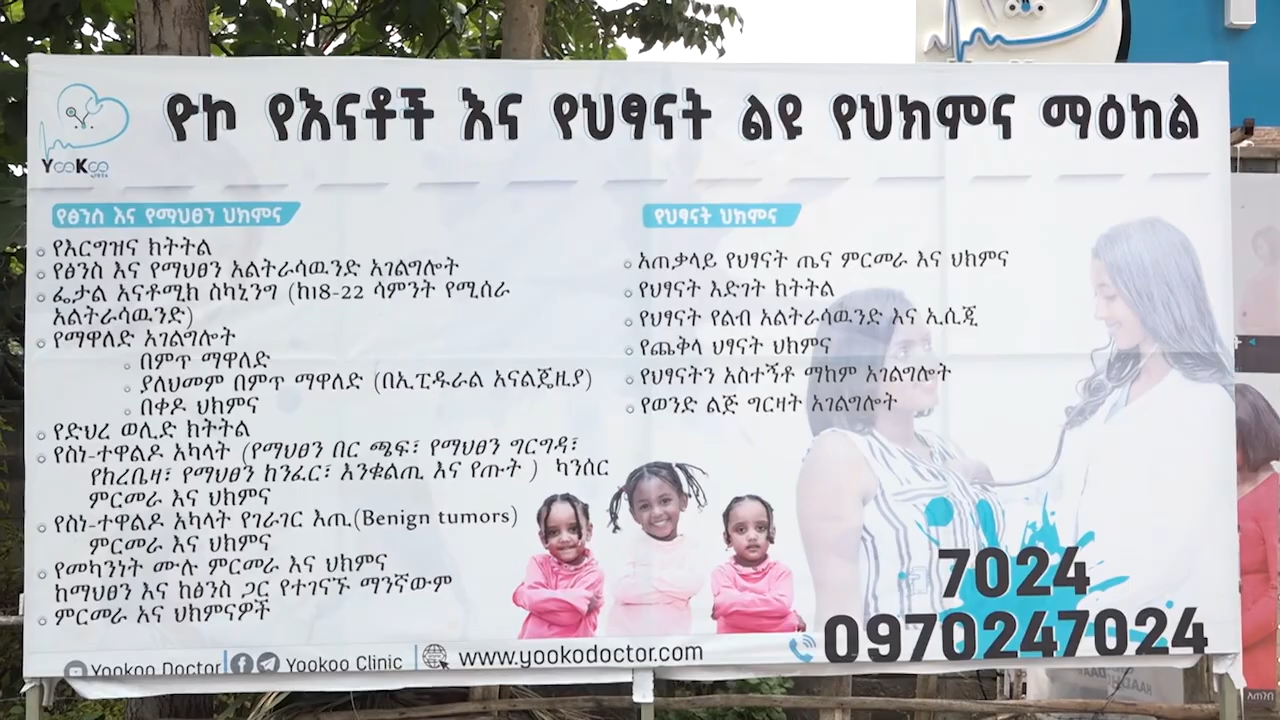 YooKoo
ዮኮ የእናቶች እና የህፃናት ልዩ የህክምና ማዕከል
የፅንስ እና የማህፀን ህክምና
የእርግዝና ክትትል
የፅንስ እና የማህፀን አልትራሳዉንድ አገልግሎት
ፌታል አናቶሚክ ስካኒንግ (ከ18-22 ሳምንት የሚሰራ
አልትራሳዉንድ)
የማዋለድ አገልግሎት
በምጥ ማዋለድ
ያለህመም በምጥ ማዋለድ (በኢፒዱራል አናልጄዚያ)
በቀዶ ህክምና
የድህረ ወሊድ ክትትል
የስነ-ተዋልዶ አካላት (የማህፀን በር ጫፍ፣ የማህፀን ግርግዳ፣
የከረቤዛ፣ የማህፀን ከንፈር፣ እንቁልጢ እና የጡት ) ካንሰር
ምርመራ እና ህክምና
የስነ-ተዋልዶ አካላት የገራገር እጢ(Benign tumors)
ምርመራ እና ህክምና
የመካንነት ሙሉ ምርመራ እና ህክምና
ከማህፀን እና ከፅንስ ጋር የተገናኙ ማንኛውም
ምርመራ እና ህክምናዎች
የህፃናት ህክምና
አጠቃላይ የህፃናት ጤና ምርመራ እና ህክምና
የህፃናት እድገት ክትትል
የህፃናት የልብ አልትራሳዉንድ እና ኢሲጂ
የጨቅላ ህፃናት ህክምና
የህፃናትን አስተኝቶ ማከም አገልግሎት
የወንድ ልጅ ግርዛት አገልግሎት
7024
0970247024
Yookoo Doctor
Yookoo Clinic
www.yookodoctor.com